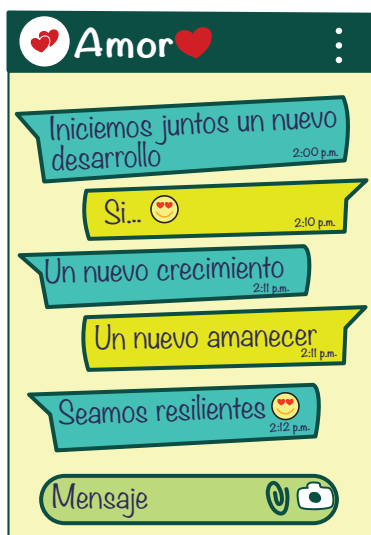 Amor
Iniciemos juntos un nuevo
desarrollo
2:00 p.m.
Si...
2:10 p.m.
Un nuevo crecimiento
2:11 p.m.
Un nuevo amanecer
2:11 p.m.
Seamos resilientes
2:12 p.m.
Mensaje